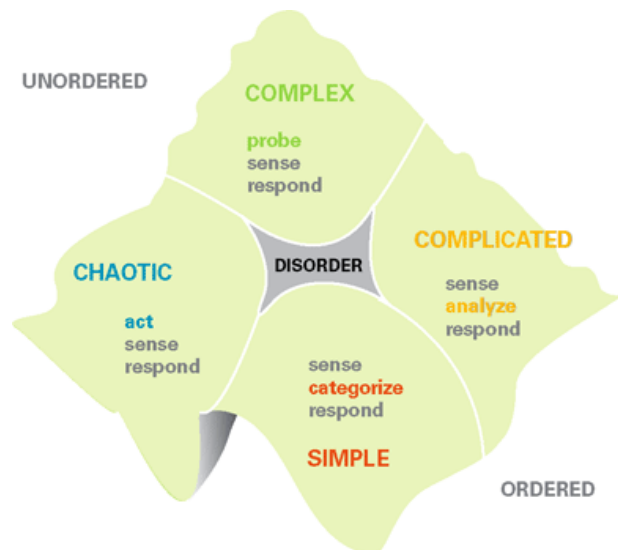 UNORDERED
COMPLEX
probe
sense
respond
CHAOTIC
act
sense
respond
DISORDER
COMPLICATED
sense
analyze
respond
sense
categorize
respond
SIMPLE
ORDERED